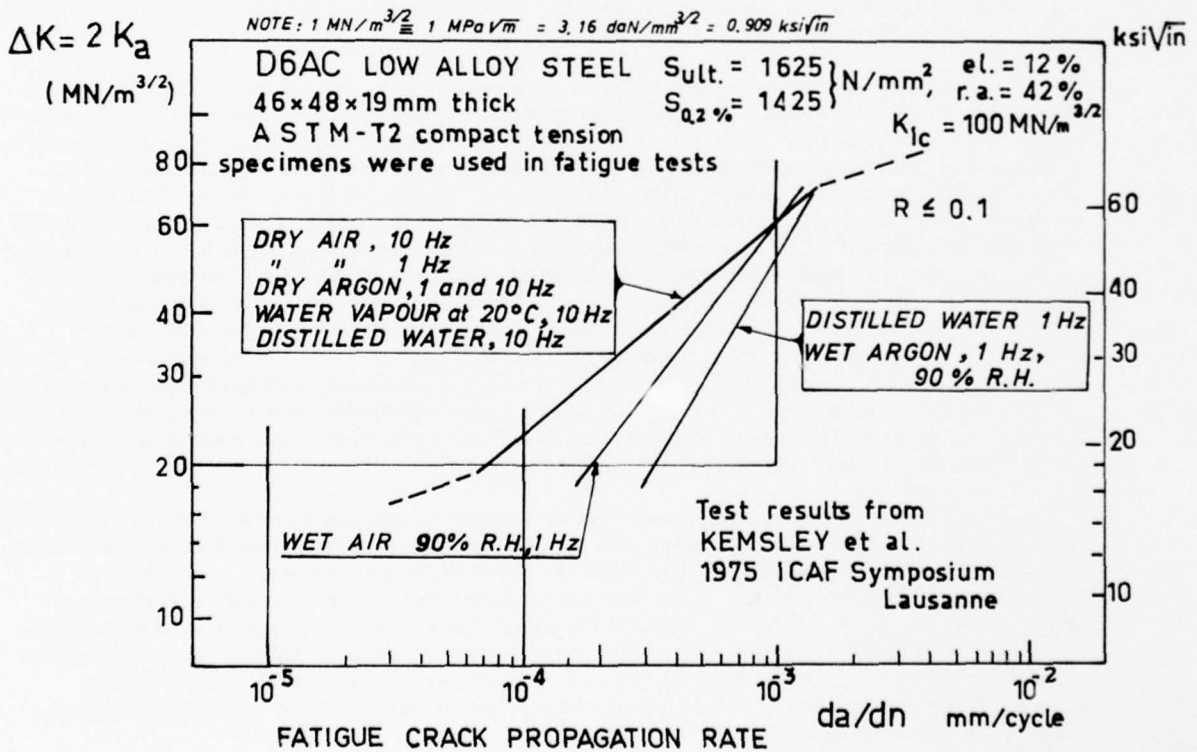 NOTE: 1 MN/m3/2 ≡ 1 MPa√m = 3,16 daN/mm3/2 = 0.909 ksi√in
ΔK = 2 Ka
(MN/m3/2)
ksi√in
D6AC LOW ALLOY STEEL
46×48×19 mm thick
ASTM-T2 compact tension
specimens were used in fatigue tests
Sult. = 1625
S0,2 % = 1425
} N/mm2,
el. = 12 %
r.a. = 42 %
KIc = 100 MN/m3/2
R ≦ 0.1
80
60
40
30
20
10
60
40
30
20
10
DRY AIR, 10 Hz
" " 1 Hz
DRY ARGON, 1 and 10 Hz
WATER VAPOUR at 20°C, 10 Hz
DISTILLED WATER, 10 Hz
DISTILLED WATER 1 Hz
WET ARGON, 1 Hz,
90 % R.H.
WET AIR 90% R.H., 1 Hz
Test results from
KEMSLEY et al.
1975 ICAF Symposium
Lausanne
10-5
10-4
10-3
10-2
da/dn mm/cycle
FATIGUE CRACK PROPAGATION RATE